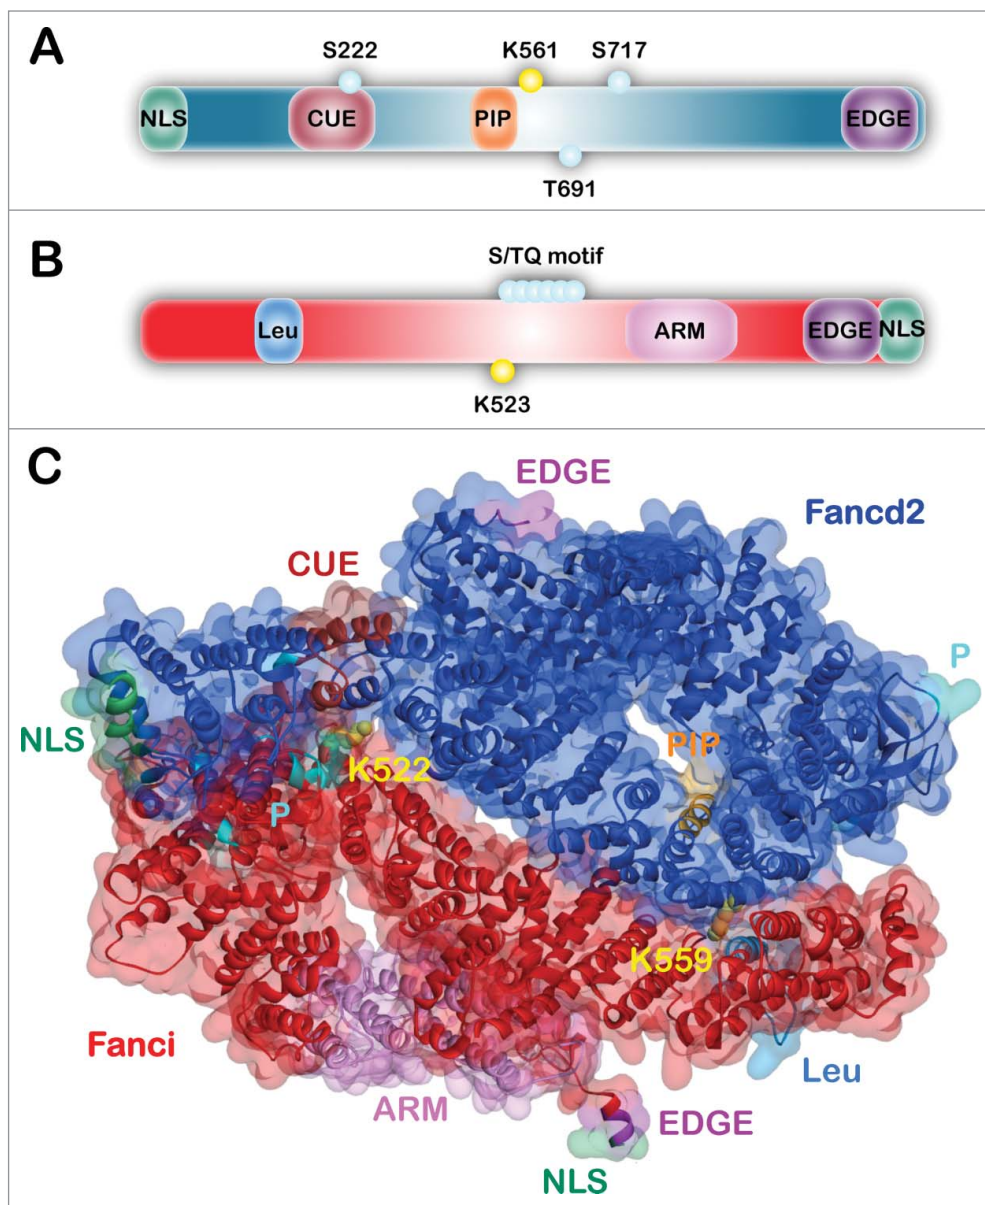 A
S222 K561 S717
NLS CUE PIP EDGE
T691
B
S/TQ motif
Leu ARM EDGE NLS
K523
C
EDGE
Fancd2
CUE
P
NLS
PIP
K522
P
K559
Fanci
Leu
ARM
EDGE
NLS